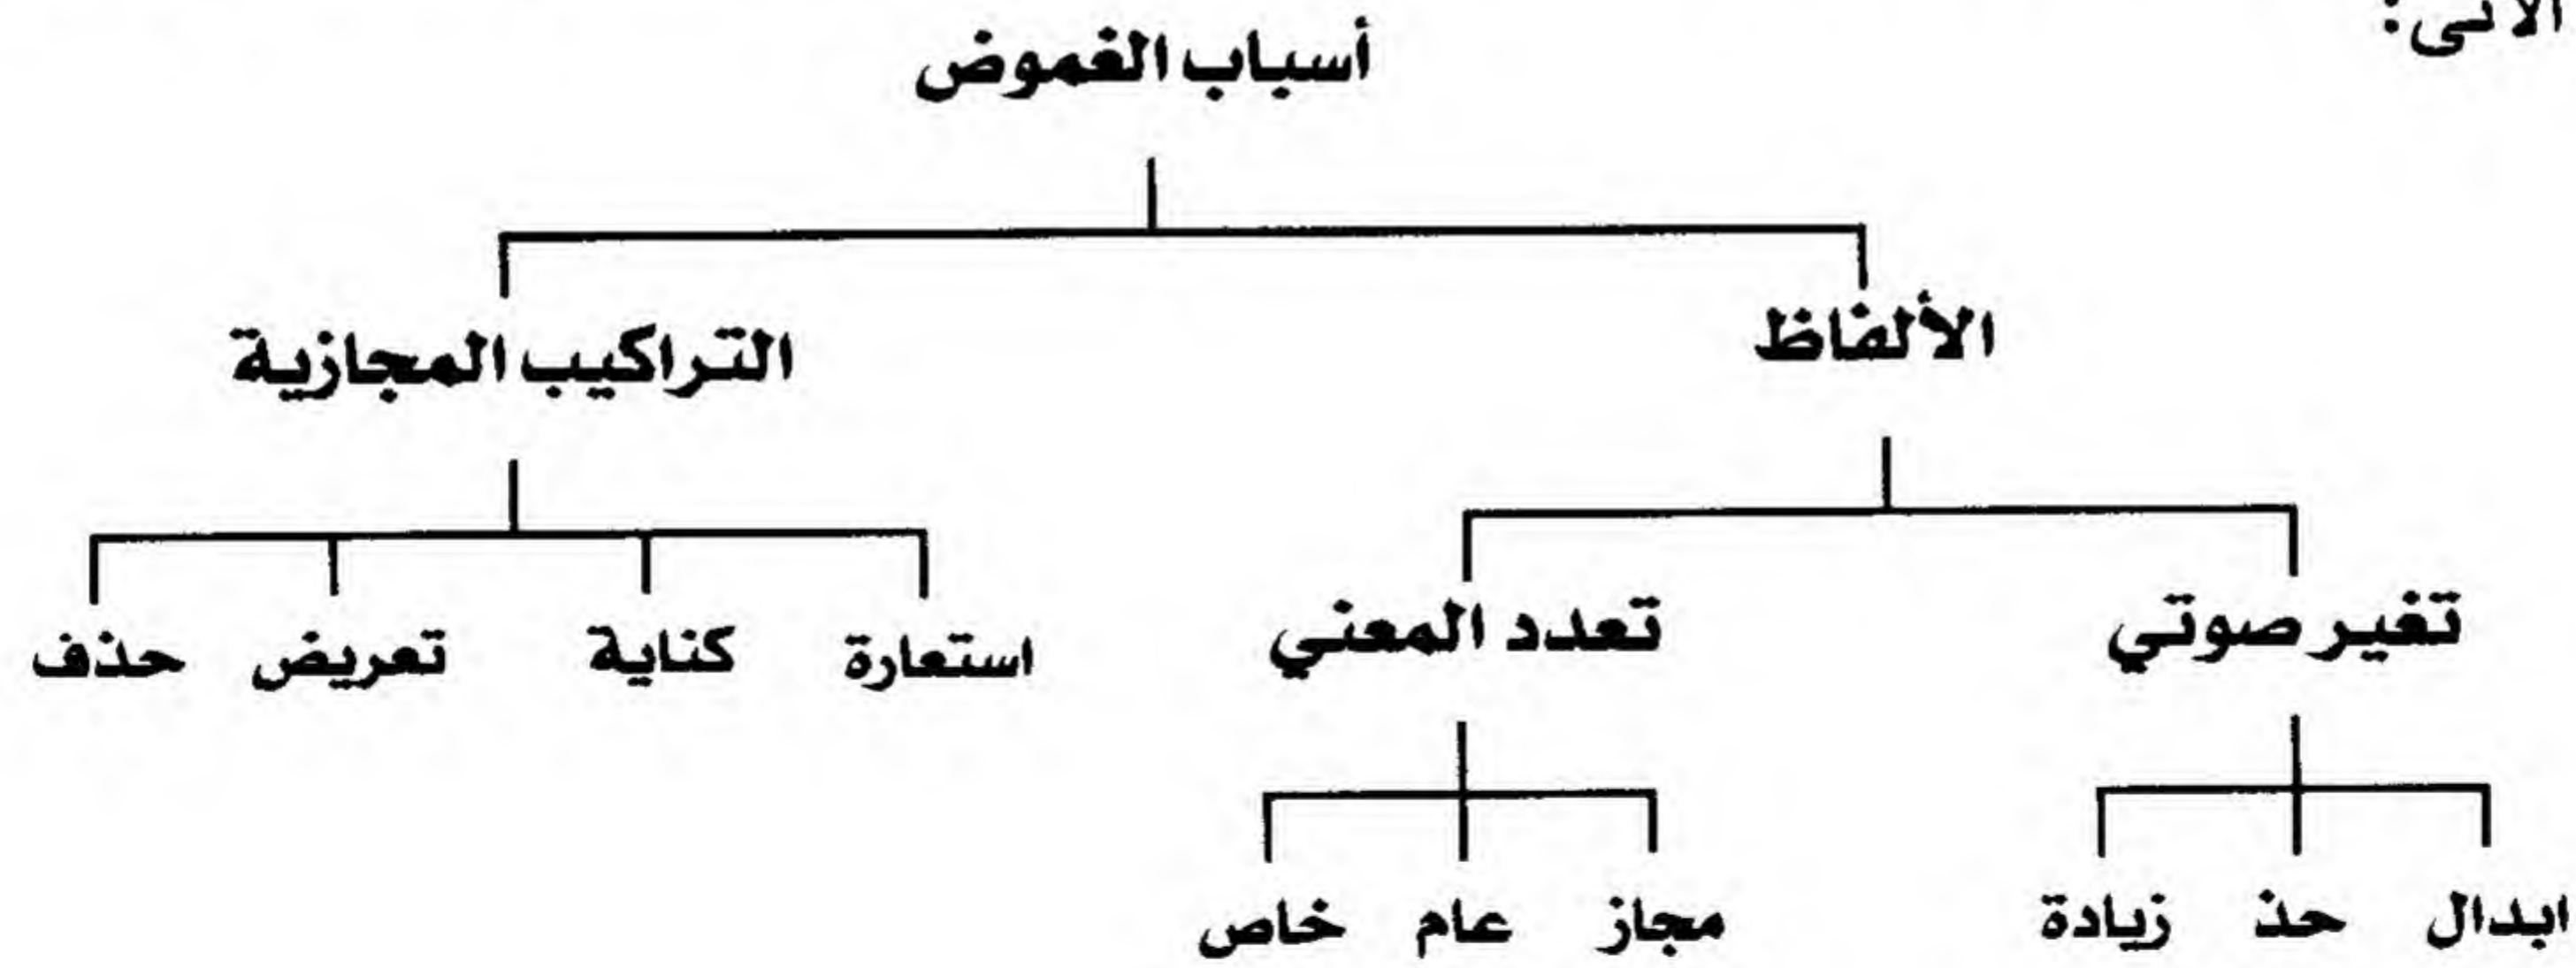 الآتى:
أسباب الغموض
الألفاظ التراكيب المجازية
تغير صوتي تعدد المعني استعارة كناية تعريض حذف
ابدال حذ زيادة مجاز عام خاص